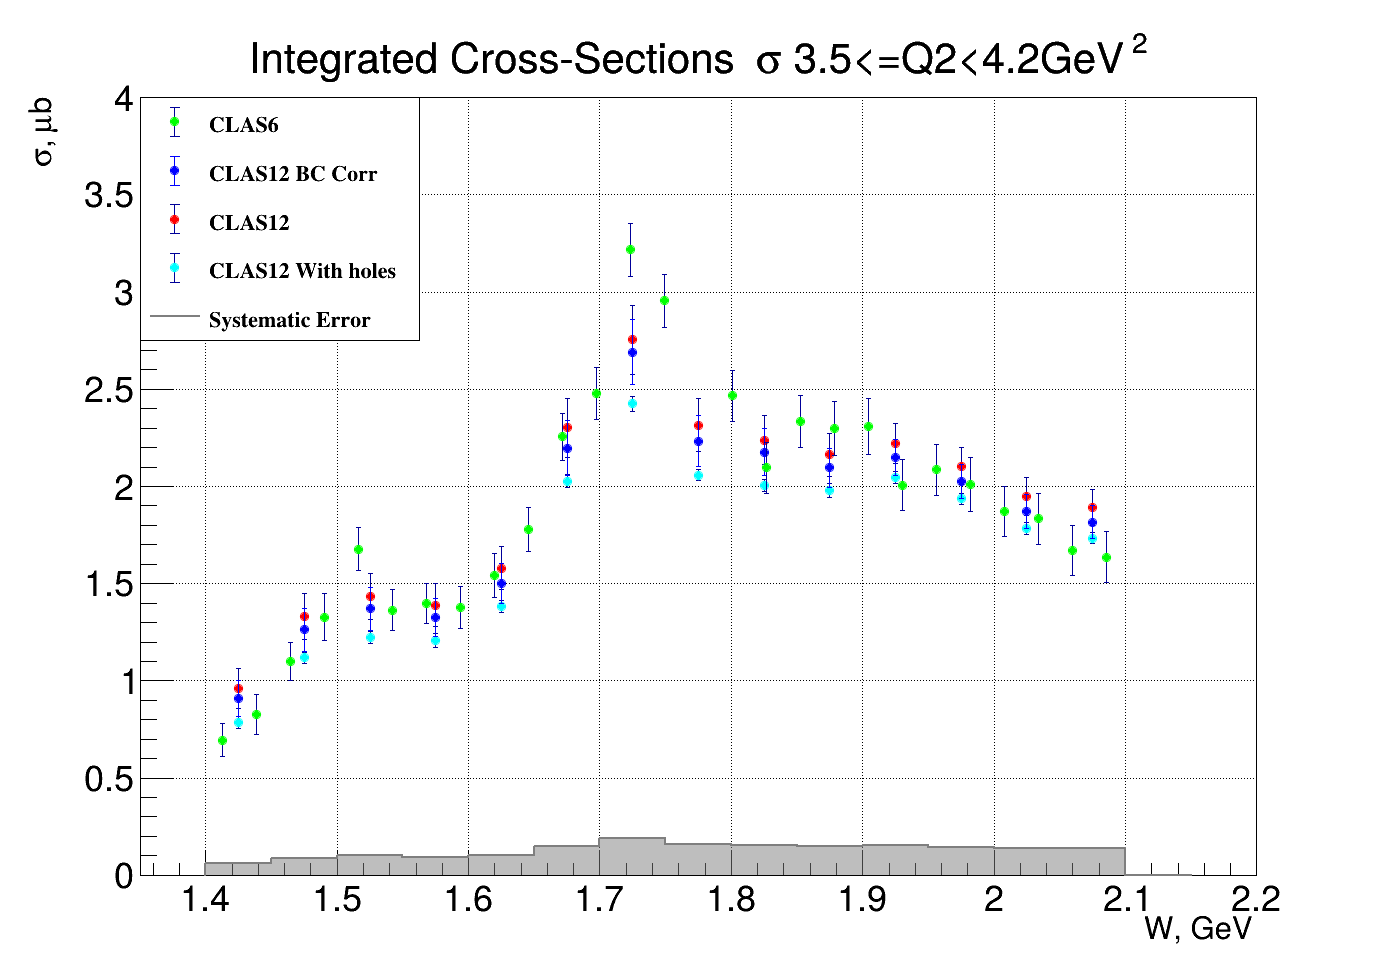 Integrated Cross-Sections σ 3.5<=Q2<4.2GeV²
σ, μb
4
3.5
3
2.5
2
1.5
1
0.5
0
CLAS6
CLAS12 BC Corr
CLAS12
CLAS12 With holes
Systematic Error
1.4 1.5 1.6 1.7 1.8 1.9 2 2.1 2.2
W, GeV